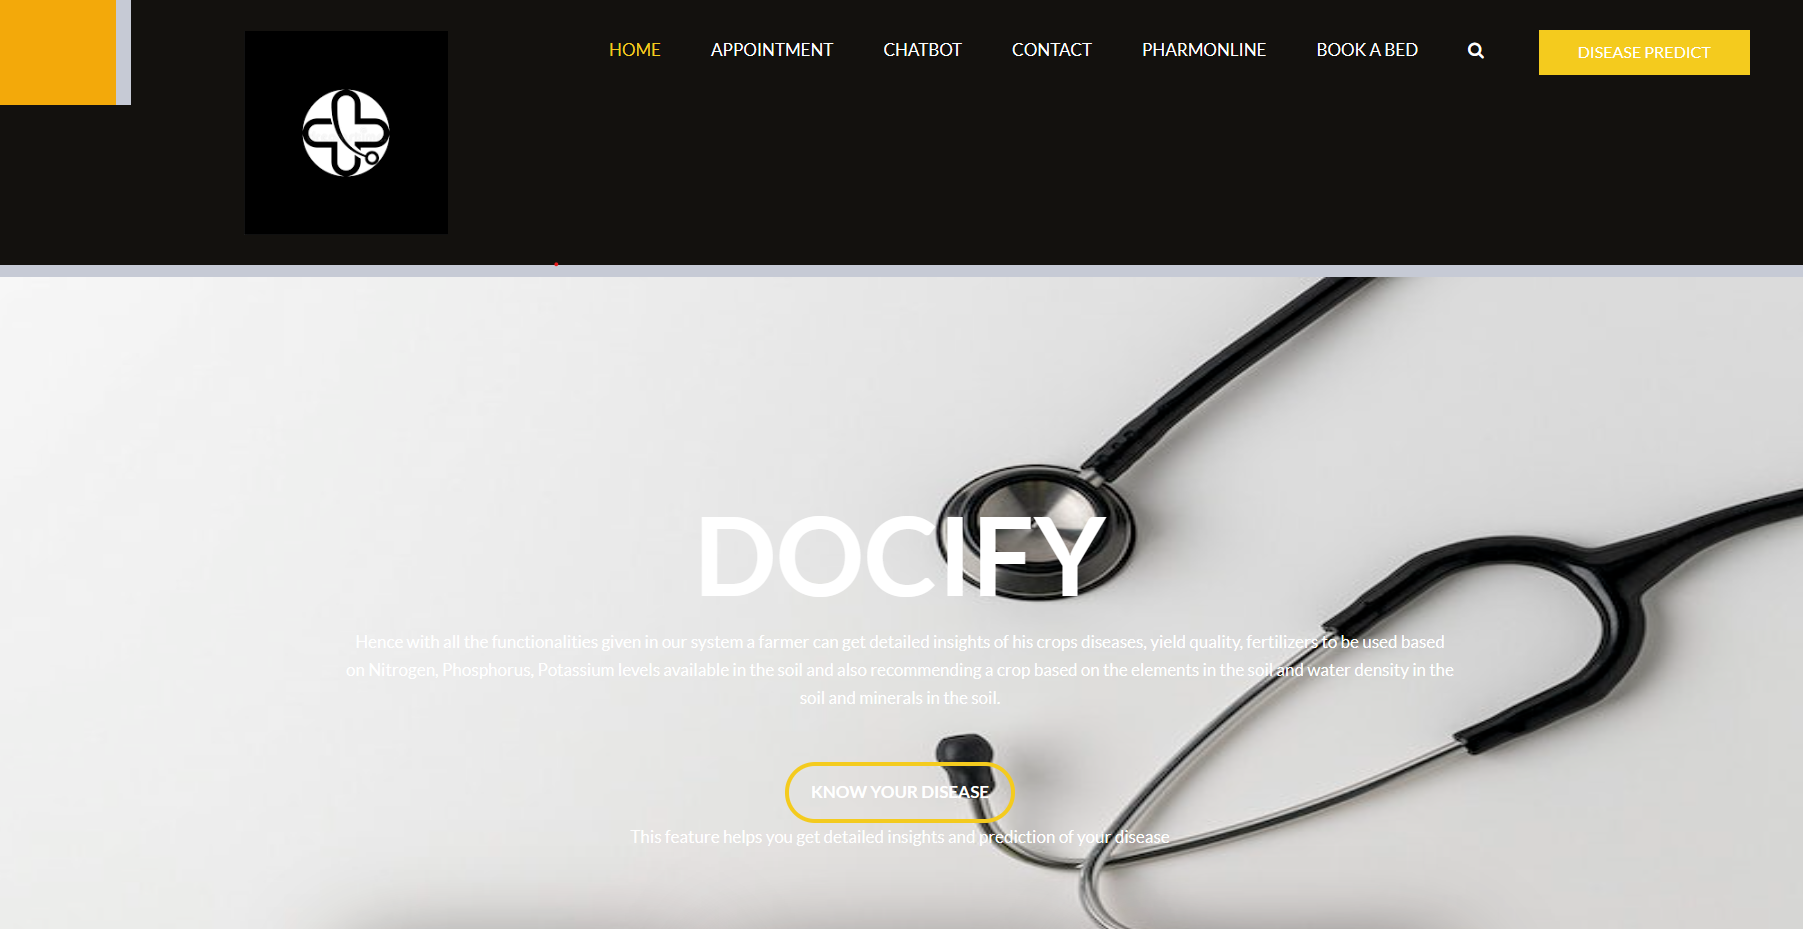 HOME APPOINTMENT CHATBOT CONTACT PHARMONLINE BOOK A BED DISEASE PREDICT
DOCIFY
Hence with all the functionalities given in our system a farmer can get detailed insights of his crops diseases, yield quality, fertilizers to be used based
on Nitrogen, Phosphorus, Potassium levels available in the soil and also recommending a crop based on the elements in the soil and water density in the
soil and minerals in the soil.
KNOW YOUR DISEASE
This feature helps you get detailed insights and prediction of your disease